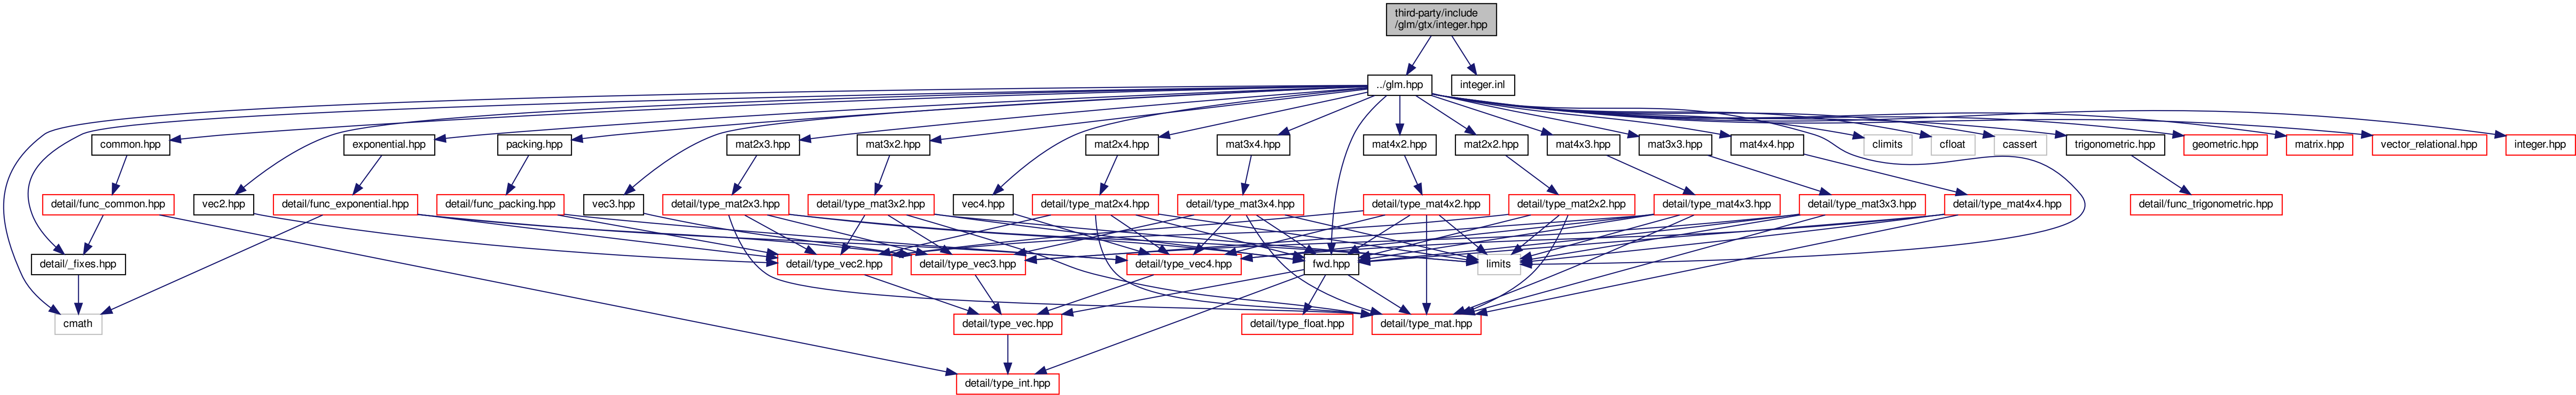 third-party/include
/glm/gtx/integer.hpp
../glm.hpp
integer.inl
common.hpp
exponential.hpp
packing.hpp
mat2x3.hpp
mat3x2.hpp
mat2x4.hpp
mat3x4.hpp
mat4x2.hpp
mat2x2.hpp
mat4x3.hpp
mat3x3.hpp
mat4x4.hpp
climits
cfloat
cassert
trigonometric.hpp
geometric.hpp
matrix.hpp
vector_relational.hpp
integer.hpp
detail/func_common.hpp
vec2.hpp
detail/func_exponential.hpp
detail/func_packing.hpp
vec3.hpp
detail/type_mat2x3.hpp
detail/type_mat3x2.hpp
vec4.hpp
detail/type_mat2x4.hpp
detail/type_mat3x4.hpp
detail/type_mat4x2.hpp
detail/type_mat2x2.hpp
detail/type_mat4x3.hpp
detail/type_mat3x3.hpp
detail/type_mat4x4.hpp
detail/func_trigonometric.hpp
detail/_fixes.hpp
detail/type_vec2.hpp
detail/type_vec3.hpp
detail/type_vec4.hpp
fwd.hpp
limits
cmath
detail/type_vec.hpp
detail/type_float.hpp
detail/type_mat.hpp
detail/type_int.hpp